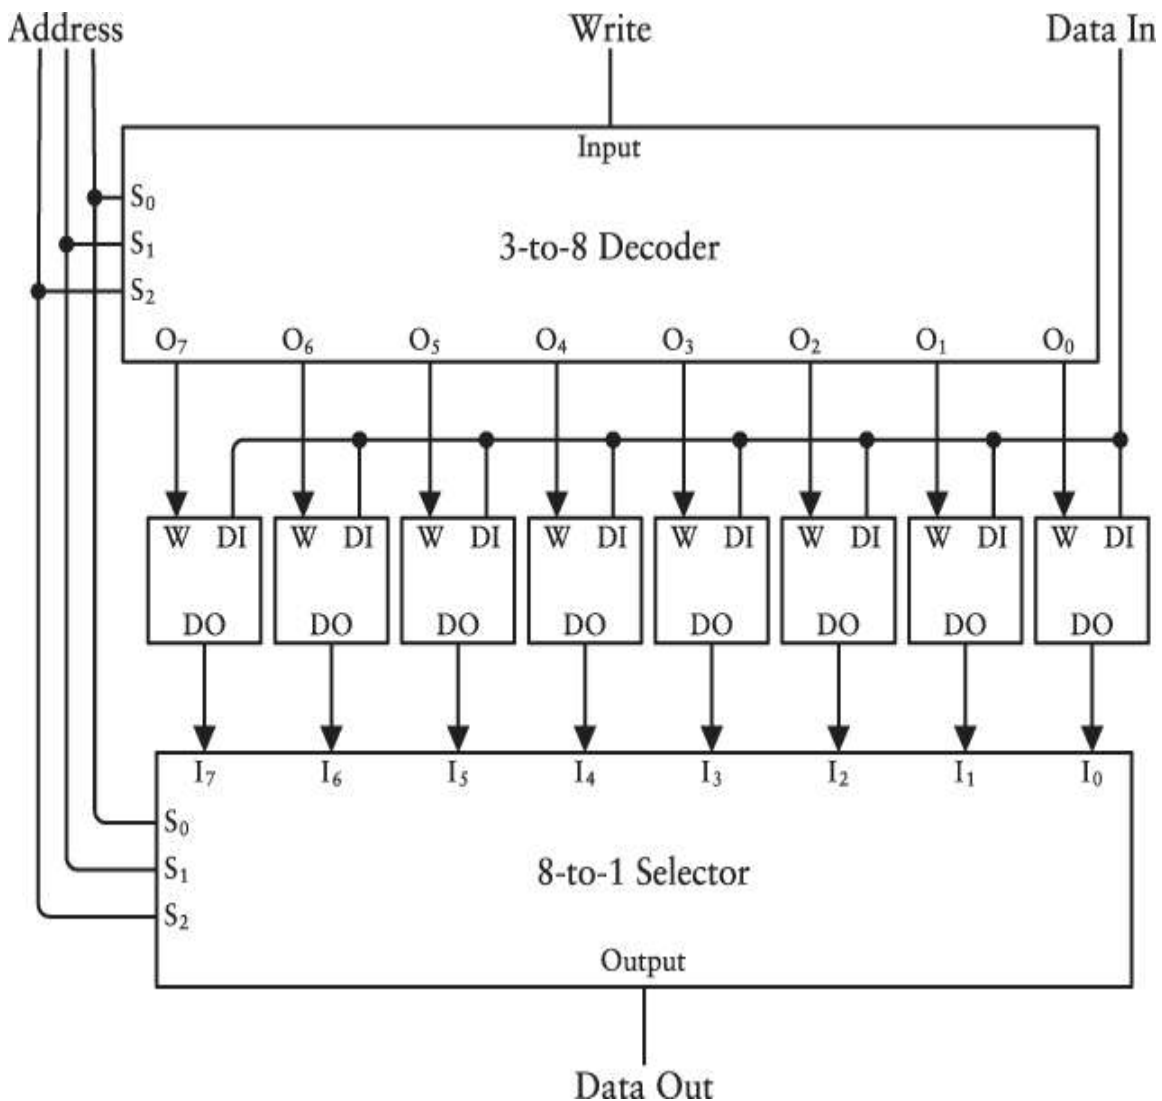 Address Write Data In
Input
S₀
3-to-8 Decoder
S₁
S₂
O₇ O₆ O₅ O₄ O₃ O₂ O₁ O₀
W DI W DI W DI W DI W DI W DI W DI W DI
DO DO DO DO DO DO DO DO
I₇ I₆ I₅ I₄ I₃ I₂ I₁ I₀
S₀
S₁
8-to-1 Selector
S₂
Output
Data Out